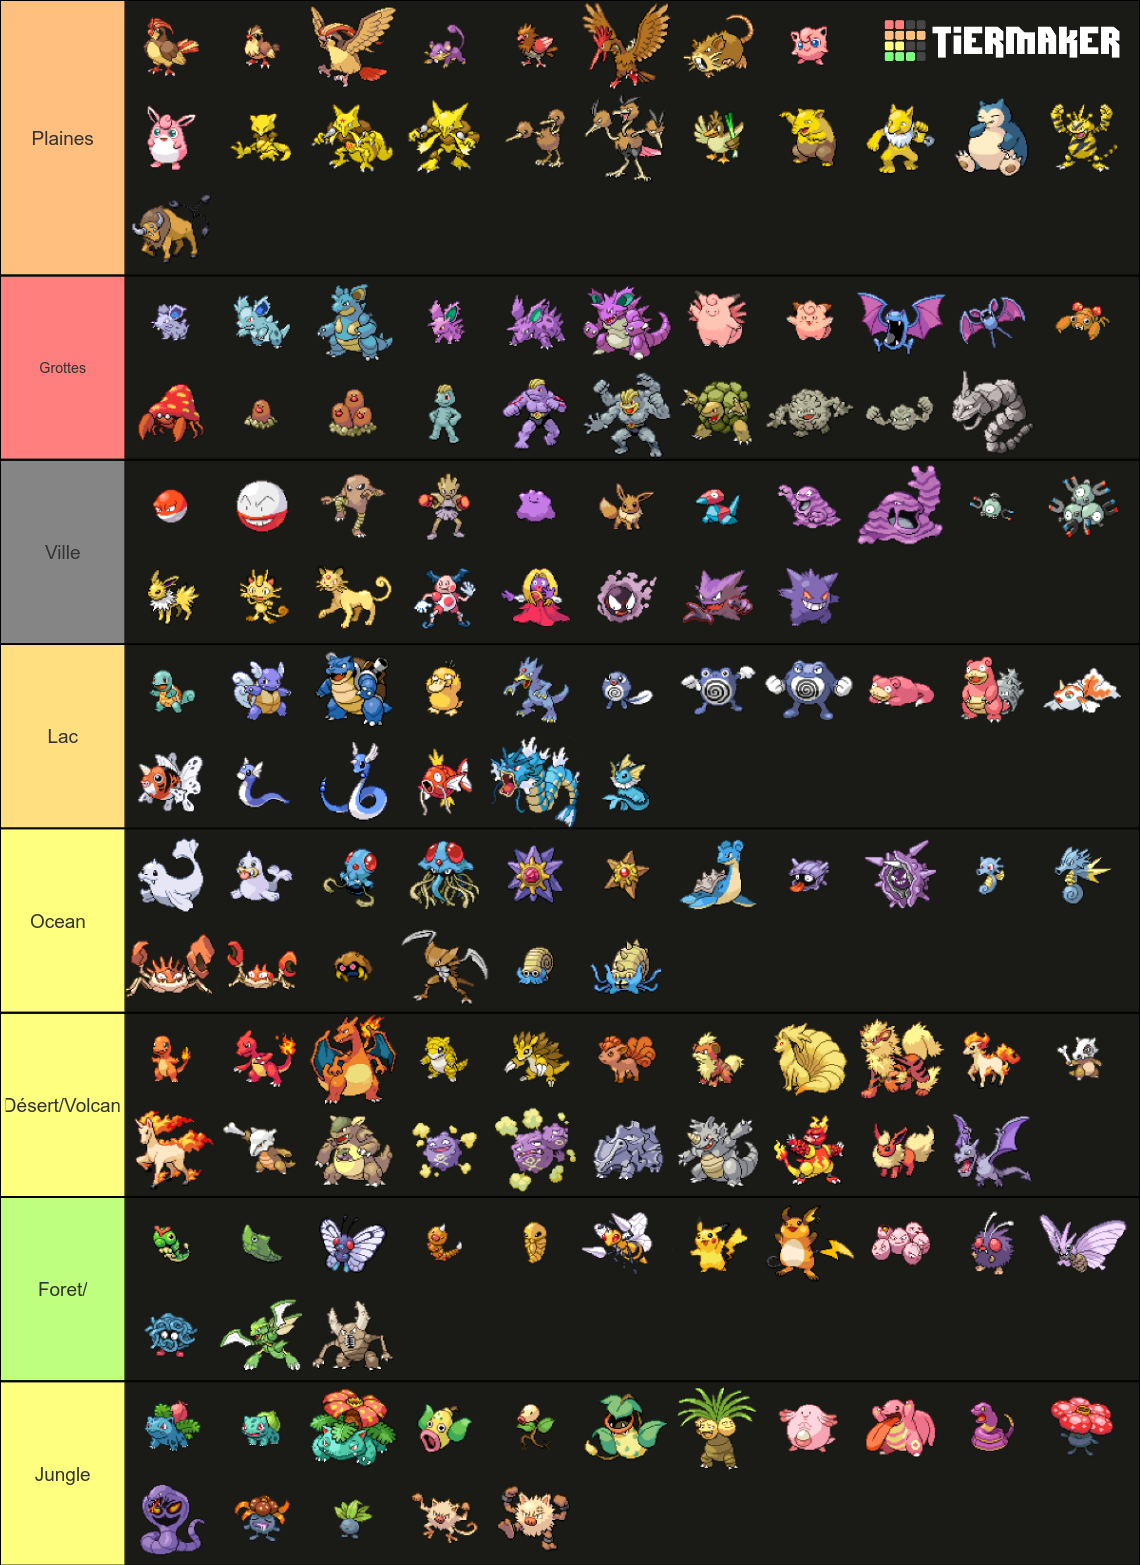 TiERMAKER
Plaines
Grottes
Ville
Lac
Ocean
Désert/Volcan
Foret/
Jungle